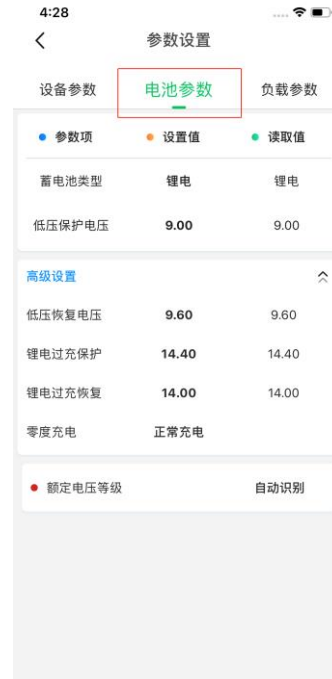 4:28
参数设置
设备参数 电池参数 负载参数
参数项 设置值 读取值
蓄电池类型 锂电 锂电
低压保护电压 9.00 9.00
高级设置
低压恢复电压 9.60 9.60
锂电过充保护 14.40 14.40
锂电过充恢复 14.00 14.00
零度充电 正常充电
额定电压等级 自动识别